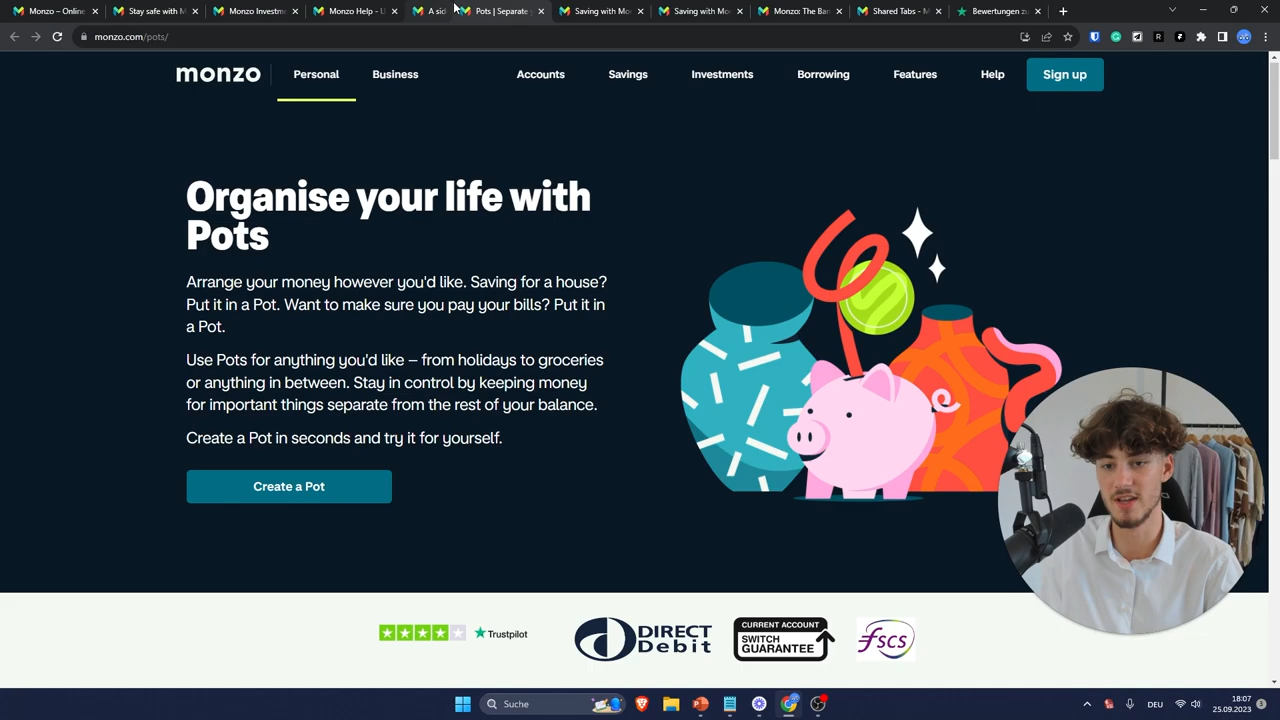 Monzo – Online
Stay safe with M
Monzo Investme
Monzo Help – U
A sid
Pots | Separate
Saving with Mo
Saving with Mo
Monzo: The Ban
Shared Tabs - M
Bewertungen zu
monzo.com/pots/
monzo
Personal
Business
Accounts
Savings
Investments
Borrowing
Features
Help
Sign up
Organise your life with
Pots
Arrange your money however you'd like. Saving for a house?
Put it in a Pot. Want to make sure you pay your bills? Put it in
a Pot.
Use Pots for anything you'd like – from holidays to groceries
or anything in between. Stay in control by keeping money
for important things separate from the rest of your balance.
Create a Pot in seconds and try it for yourself.
Create a Pot
Trustpilot
DIRECT
Debit
CURRENT ACCOUNT
SWITCH
GUARANTEE
fscs
Suche
DEU
18:07
25.09.2023